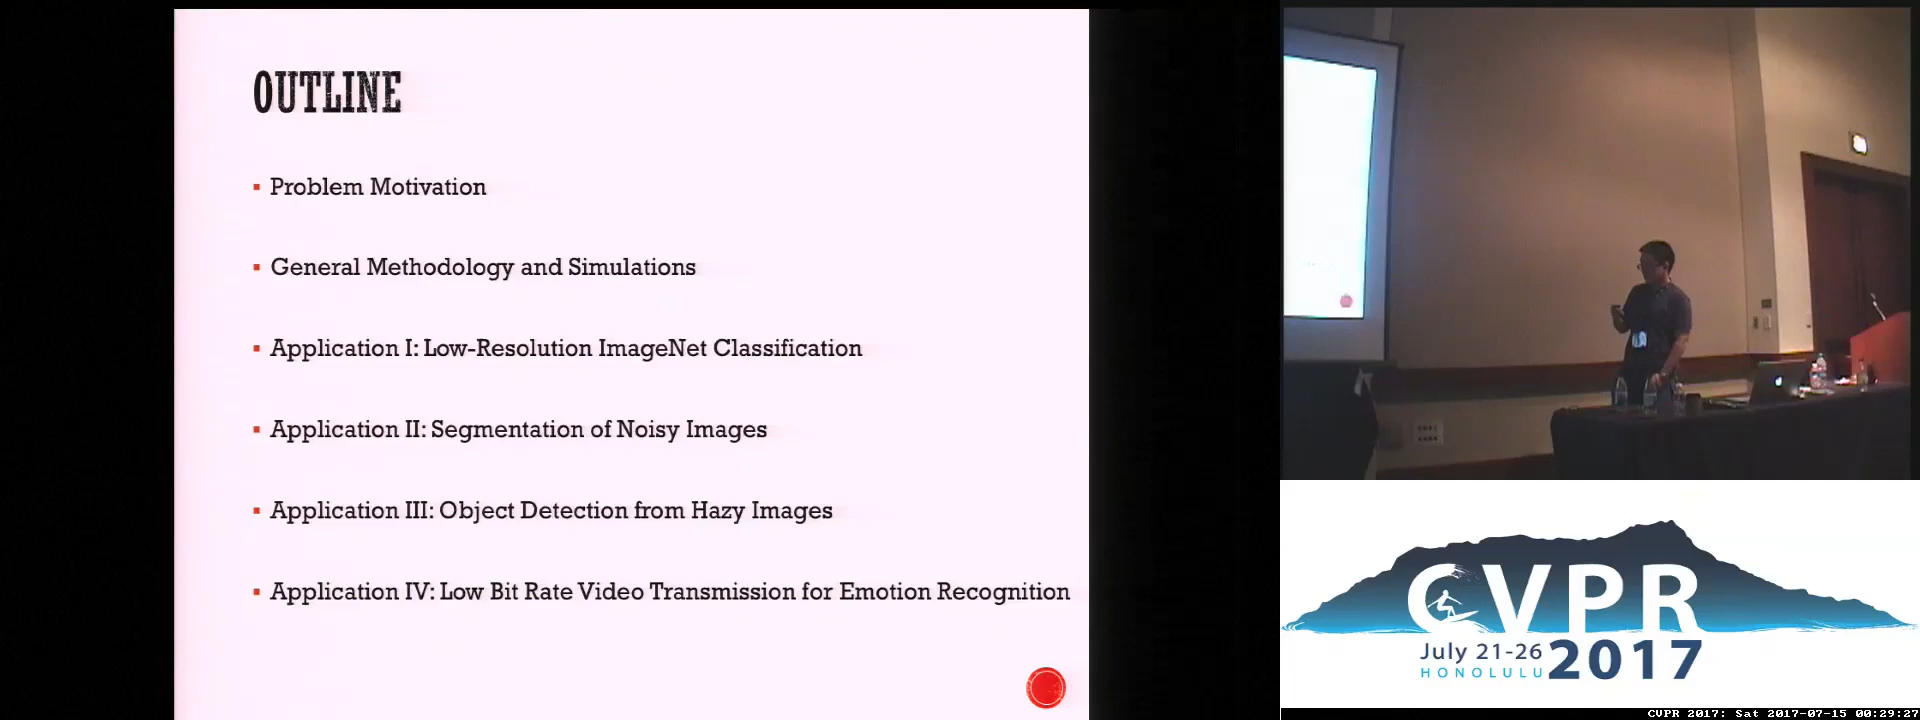 OUTLINE
Problem Motivation
General Methodology and Simulations
Application I: Low-Resolution ImageNet Classification
Application II: Segmentation of Noisy Images
Application III: Object Detection from Hazy Images
Application IV: Low Bit Rate Video Transmission for Emotion Recognition
CVPR
July 21-26
HONOLULU
2017
CVPR 2017: Sat 2017-07-15 00:29:27